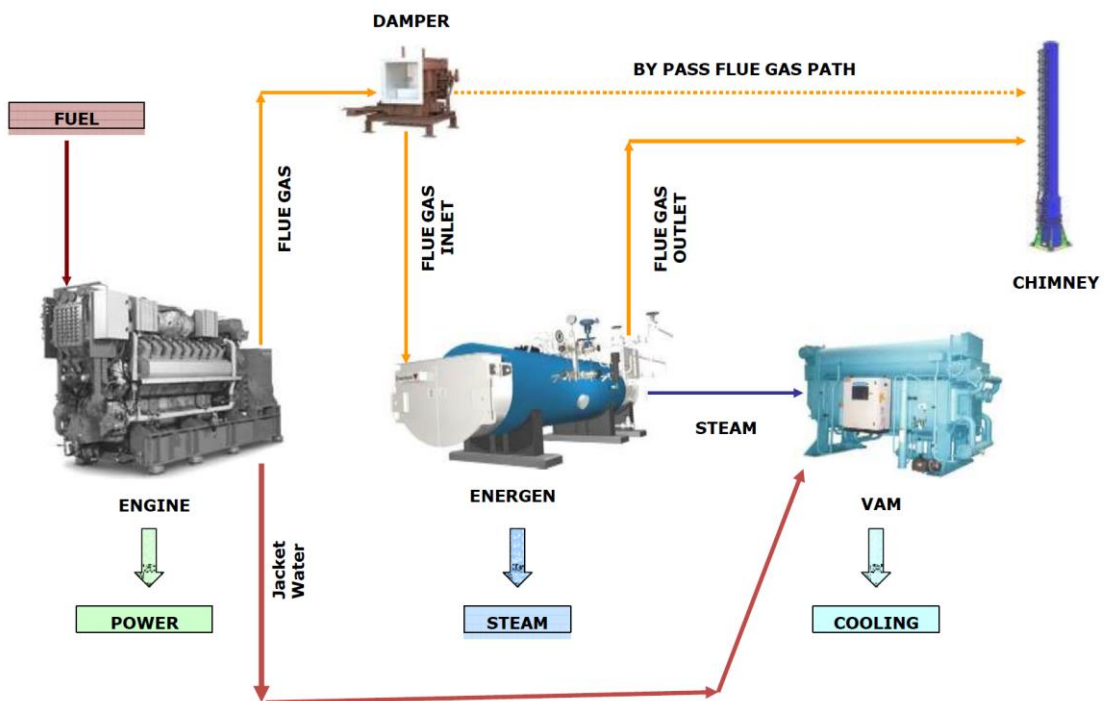 DAMPER
BY PASS FLUE GAS PATH
FUEL
FLUE GAS
FLUE GAS
INLET
FLUE GAS
OUTLET
CHIMNEY
STEAM
ENGINE
ENERGEN
VAM
Jacket
Water
POWER
STEAM
COOLING